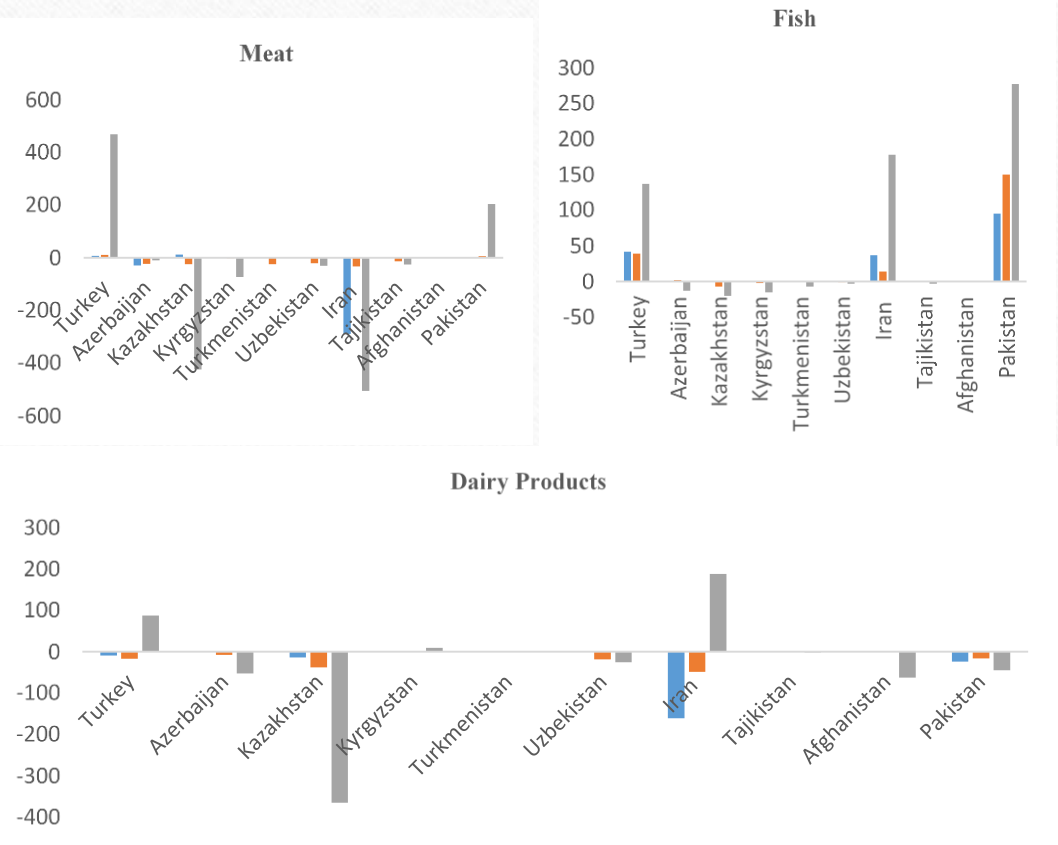 Meat
600
400
200
0
-200
-400
-600
Turkey
Azerbaijan
Kazakhstan
Kyrgyzstan
Turkmenistan
Uzbekistan
Iran
Tajikistan
Afghanistan
Pakistan
Fish
300
250
200
150
100
50
0
-50
Turkey
Azerbaijan
Kazakhstan
Kyrgyzstan
Turkmenistan
Uzbekistan
Iran
Tajikistan
Afghanistan
Pakistan
Dairy Products
300
200
100
0
-100
-200
-300
-400
Turkey
Azerbaijan
Kazakhstan
Kyrgyzstan
Turkmenistan
Uzbekistan
Iran
Tajikistan
Afghanistan
Pakistan